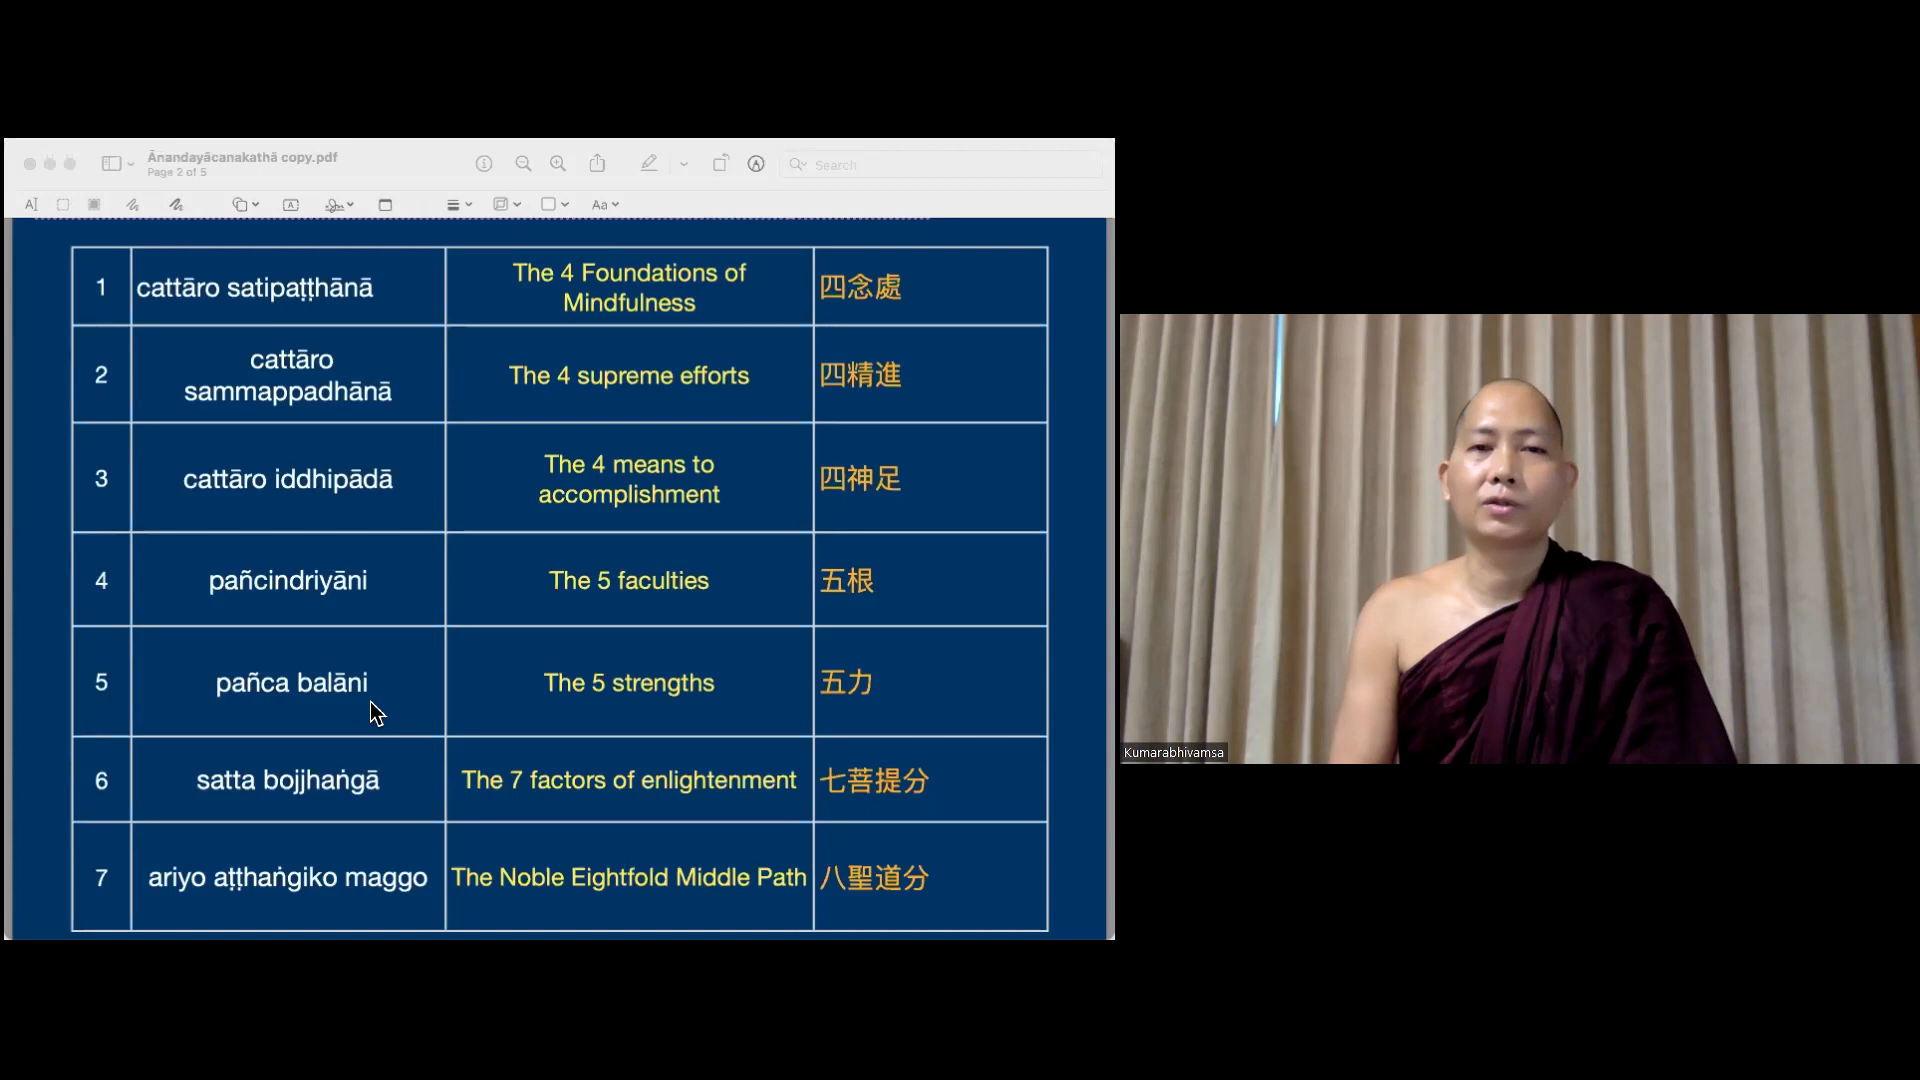 Ānandayācanakathā copy.pdf
Page 2 of 5
Search
Aa
1
cattāro satipaṭṭhānā
The 4 Foundations of
Mindfulness
四念處
2
cattāro
sammappadhānā
The 4 supreme efforts
四精進
3
cattāro iddhipādā
The 4 means to
accomplishment
四神足
4
pañcindriyāni
The 5 faculties
五根
5
pañca balāni
The 5 strengths
五力
6
satta bojjhaṅgā
The 7 factors of enlightenment
七菩提分
7
ariyo aṭṭhaṅgiko maggo
The Noble Eightfold Middle Path
八聖道分
Kumarabhivamsa